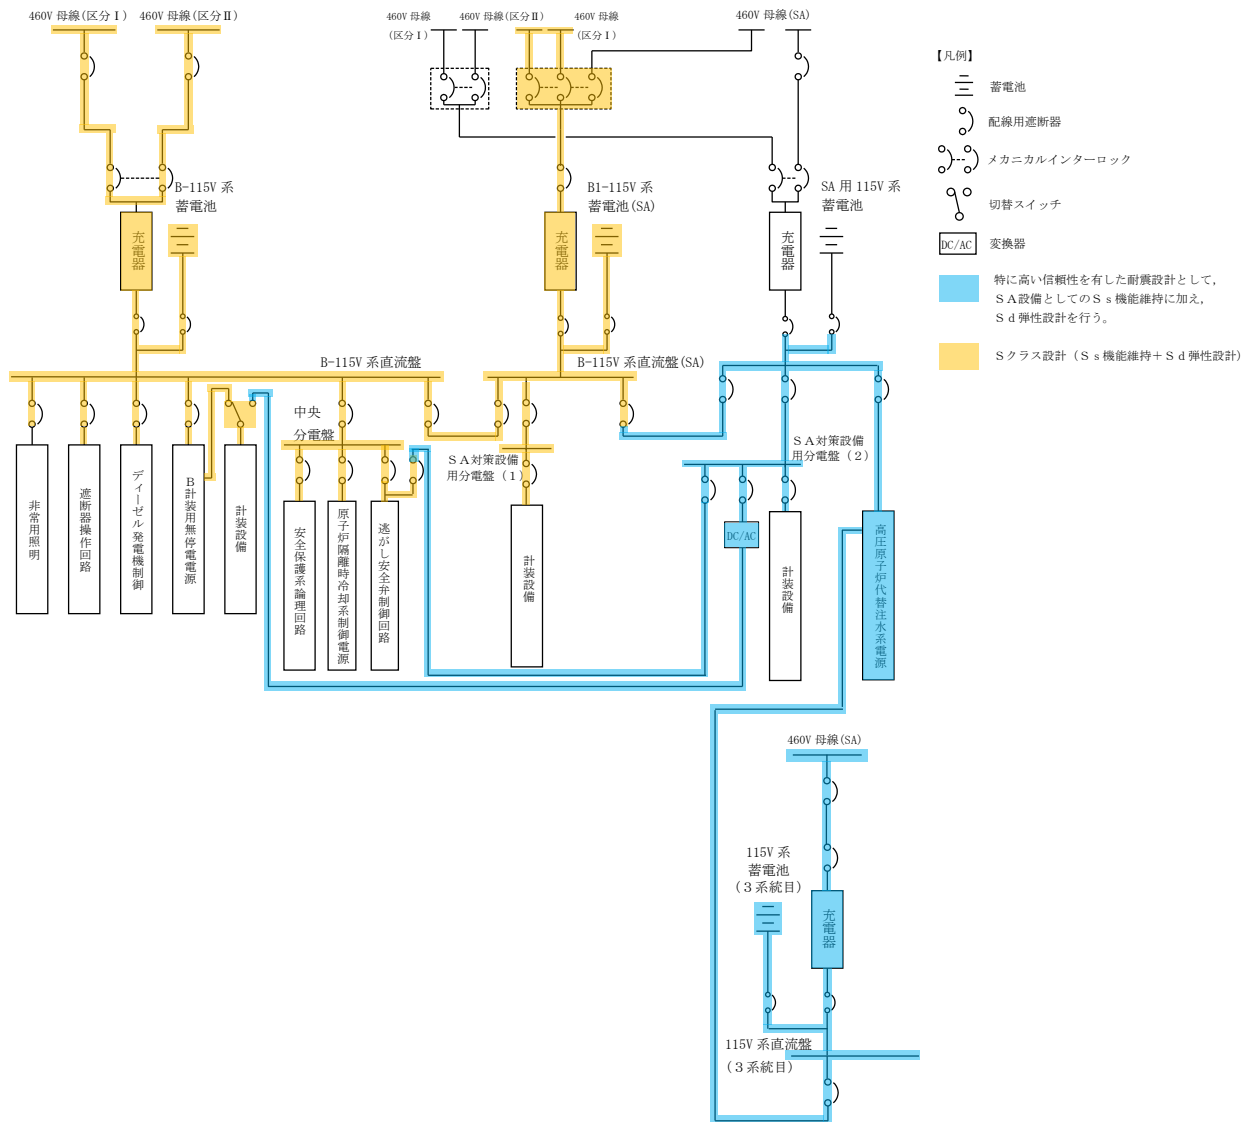 460V 母線(区分Ⅰ)
460V 母線(区分Ⅱ)
460V 母線
(区分Ⅰ)
460V 母線(区分Ⅱ)
460V 母線
(区分Ⅰ)
460V 母線(SA)
B-115V 系
蓄電池
充電器
B1-115V 系
蓄電池(SA)
充電器
SA 用 115V 系
蓄電池
充電器
【凡例】
蓄電池
配線用遮断器
メカニカルインターロック
切替スイッチ
DC/AC
変換器
特に高い信頼性を有した耐震設計として,
SA設備としてのSs機能維持に加え,
Sd弾性設計を行う。
Sクラス設計(Ss機能維持+Sd弾性設計)
B-115V 系直流盤
B-115V 系直流盤(SA)
中央
分電盤
SA対策設備
用分電盤(1)
SA対策設備
用分電盤(2)
非常用照明
遮断器操作回路
ディーゼル発電機制御
B計装用無停電電源
計装設備
安全保護系論理回路
原子炉隔離時冷却系制御電源
逃がし安全弁制御回路
計装設備
DC/AC
計装設備
高圧原子炉代替注水系電源
460V 母線(SA)
115V 系
蓄電池
(3系統目)
充電器
115V 系直流盤
(3系統目)